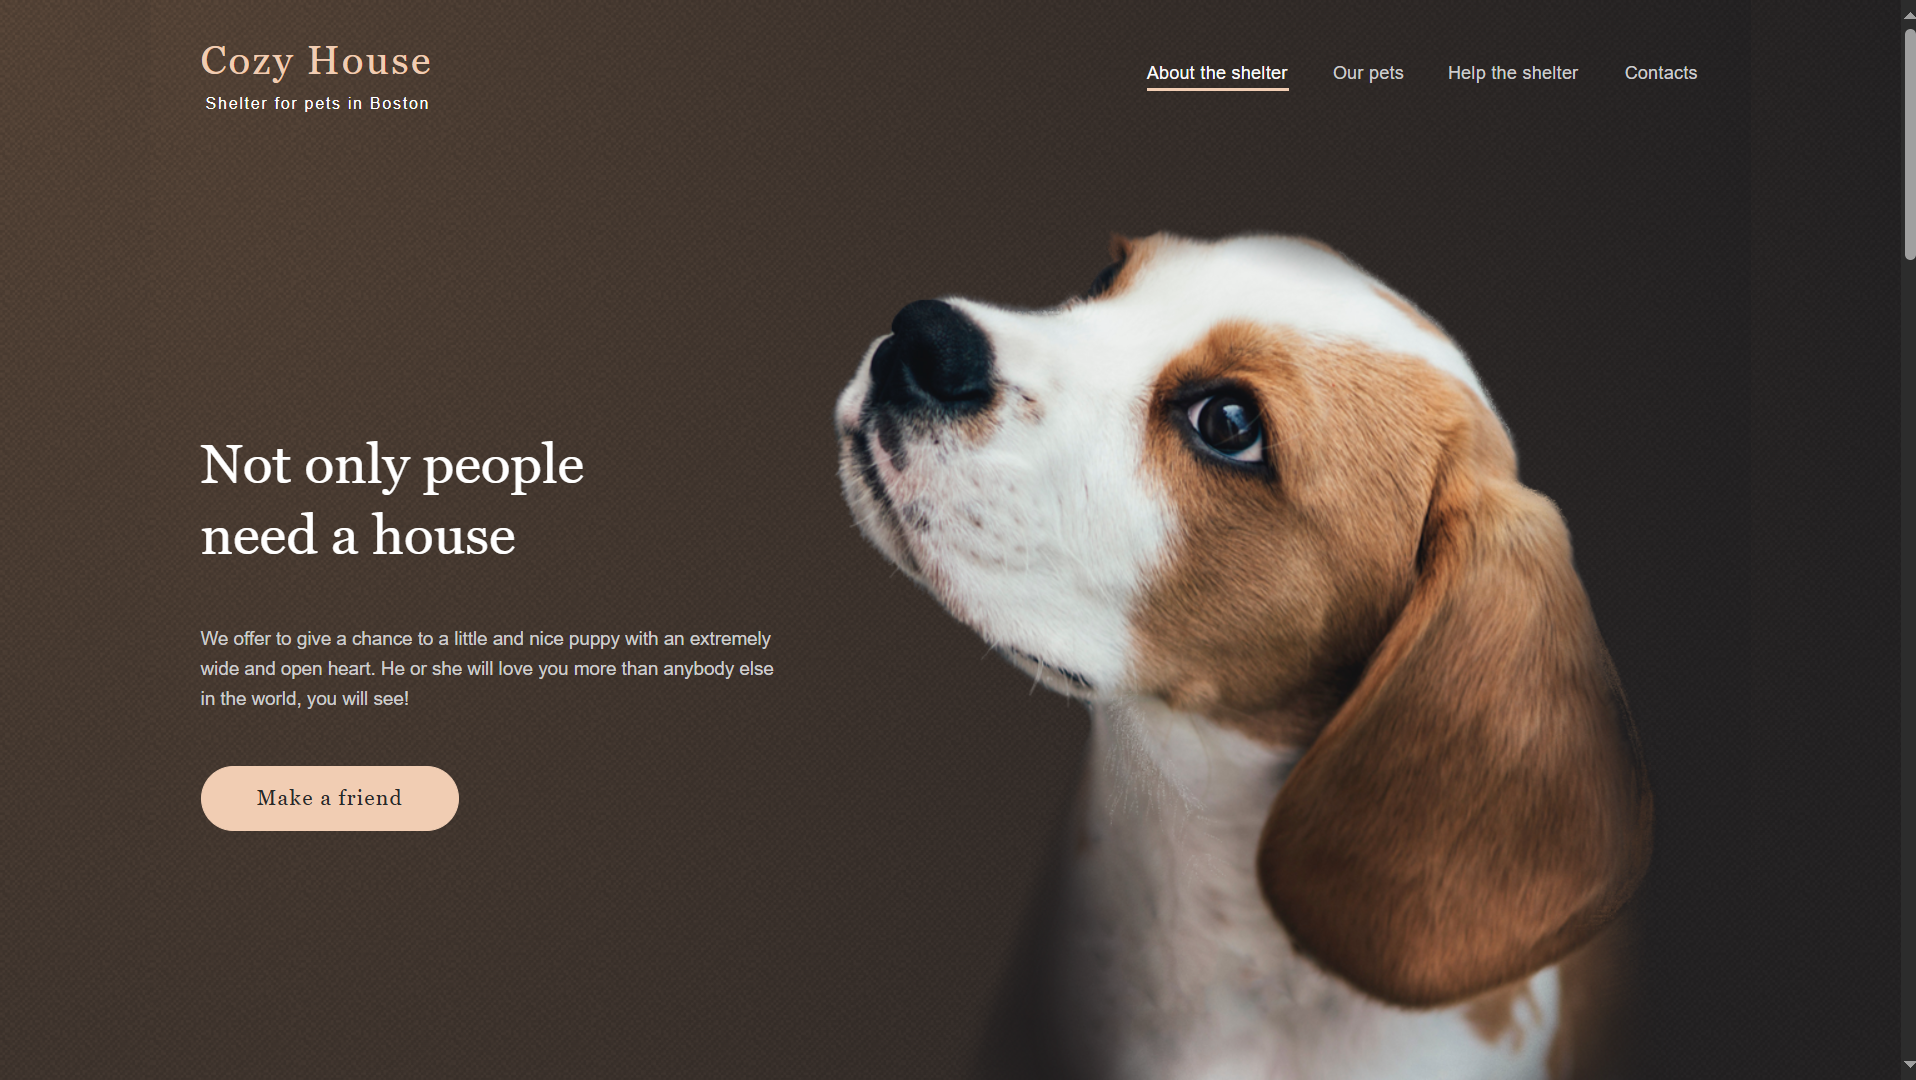 Cozy House
Shelter for pets in Boston
About the shelter
Our pets
Help the shelter
Contacts
Not only people
need a house
We offer to give a chance to a little and nice puppy with an extremely
wide and open heart. He or she will love you more than anybody else
in the world, you will see!
Make a friend